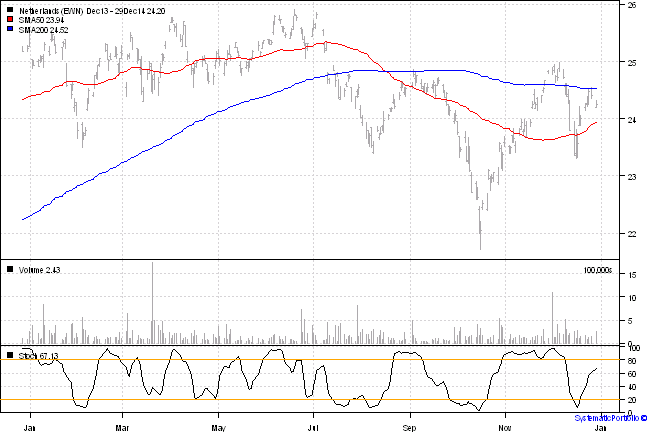 Netherlands (EWN) Dec13 - 29Dec14 24.20
SMA50 23.94
SMA200 24.52
26
25
24
23
22
Volume 2.43
100,000s
15
10
5
0
Stoch 67.13
100
80
60
40
20
0
Jan
Mar
May
Jul
Sep
Nov
Jan
SystematicPortfolio ©